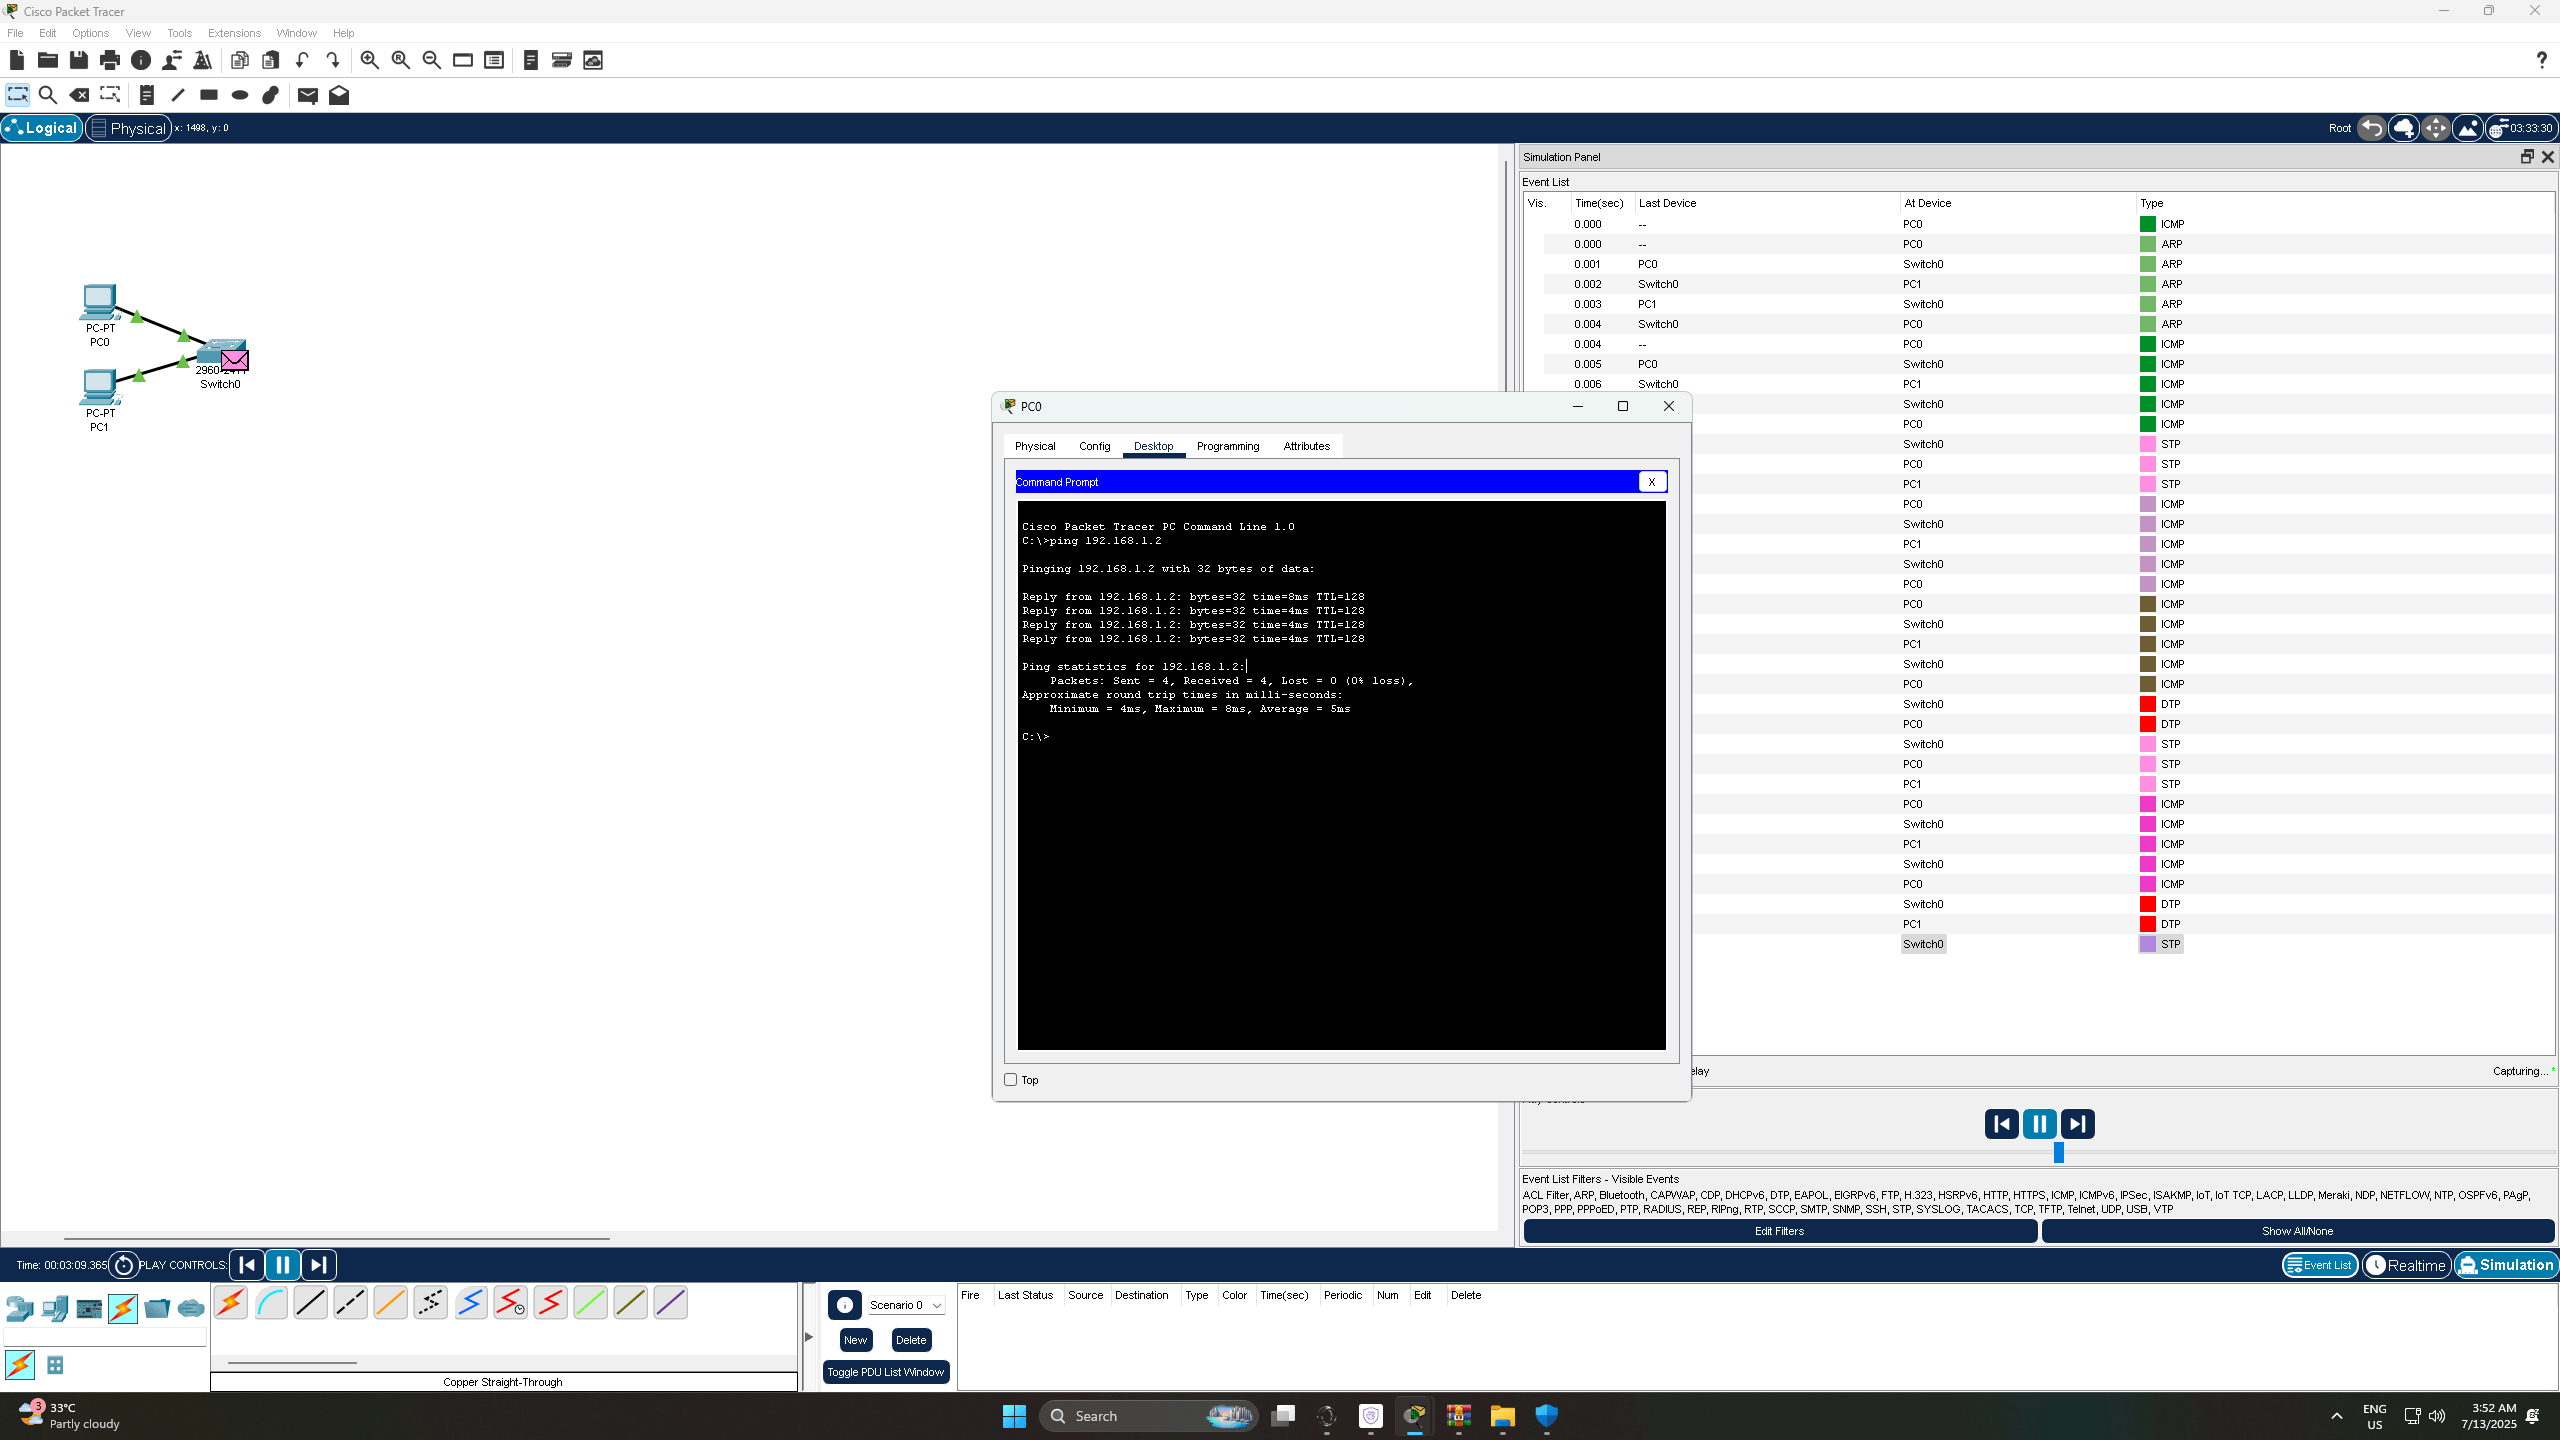 Cisco Packet Tracer
File Edit Options View Tools Extensions Window Help
?
Logical Physical x: 1498, y: 0 Root 03:33:30
Simulation Panel
Event List
Vis. Time(sec) Last Device At Device Type
0.000 -- PC0 ICMP
0.000 -- PC0 ARP
0.001 PC0 Switch0 ARP
0.002 Switch0 PC1 ARP
0.003 PC1 Switch0 ARP
0.004 Switch0 PC0 ARP
0.004 -- PC0 ICMP
0.005 PC0 Switch0 ICMP
0.006 Switch0 PC1 ICMP
Switch0 ICMP
PC0 ICMP
Switch0 STP
PC0 STP
PC1 STP
PC0 ICMP
Switch0 ICMP
PC1 ICMP
Switch0 ICMP
PC0 ICMP
PC0 ICMP
Switch0 ICMP
PC1 ICMP
Switch0 ICMP
PC0 ICMP
Switch0 DTP
PC0 DTP
Switch0 STP
PC0 STP
PC1 STP
PC0 ICMP
Switch0 ICMP
PC1 ICMP
Switch0 ICMP
PC0 ICMP
Switch0 DTP
PC1 DTP
Switch0 STP
PC-PT
PC0
Switch0
PC-PT
PC1
PC0
Physical Config Desktop Programming Attributes
Command Prompt X
Cisco Packet Tracer PC Command Line 1.0
C:\>ping 192.168.1.2
Pinging 192.168.1.2 with 32 bytes of data:
Reply from 192.168.1.2: bytes=32 time=8ms TTL=128
Reply from 192.168.1.2: bytes=32 time=4ms TTL=128
Reply from 192.168.1.2: bytes=32 time=4ms TTL=128
Reply from 192.168.1.2: bytes=32 time=4ms TTL=128
Ping statistics for 192.168.1.2:
Packets: Sent = 4, Received = 4, Lost = 0 (0% loss),
Approximate round trip times in milli-seconds:
Minimum = 4ms, Maximum = 8ms, Average = 5ms
C:\>
Top
elay Capturing... *
Event List Filters - Visible Events
ACL Filter, ARP, Bluetooth, CAPWAP, CDP, DHCPv6, DTP, EAPOL, EIGRPv6, FTP, H.323, HSRPv6, HTTP, HTTPS, ICMP, ICMPv6, IPSec, ISAKMP, IoT, IoT TCP, LACP, LLDP, Meraki, NDP, NETFLOW, NTP, OSPFv6, PAgP,
POP3, PPP, PPPoED, PTP, RADIUS, REP, RIPng, RTP, SCCP, SMTP, SNMP, SSH, STP, SYSLOG, TACACS, TCP, TFTP, Telnet, UDP, USB, VTP
Edit Filters Show All/None
Time: 00:03:09.365 PLAY CONTROLS: Event List Realtime Simulation
Scenario 0
New Delete
Toggle PDU List Window
Fire Last Status Source Destination Type Color Time(sec) Periodic Num Edit Delete
Copper Straight-Through
3
33°C
Partly cloudy
Search
ENG
US
3:52 AM
7/13/2025